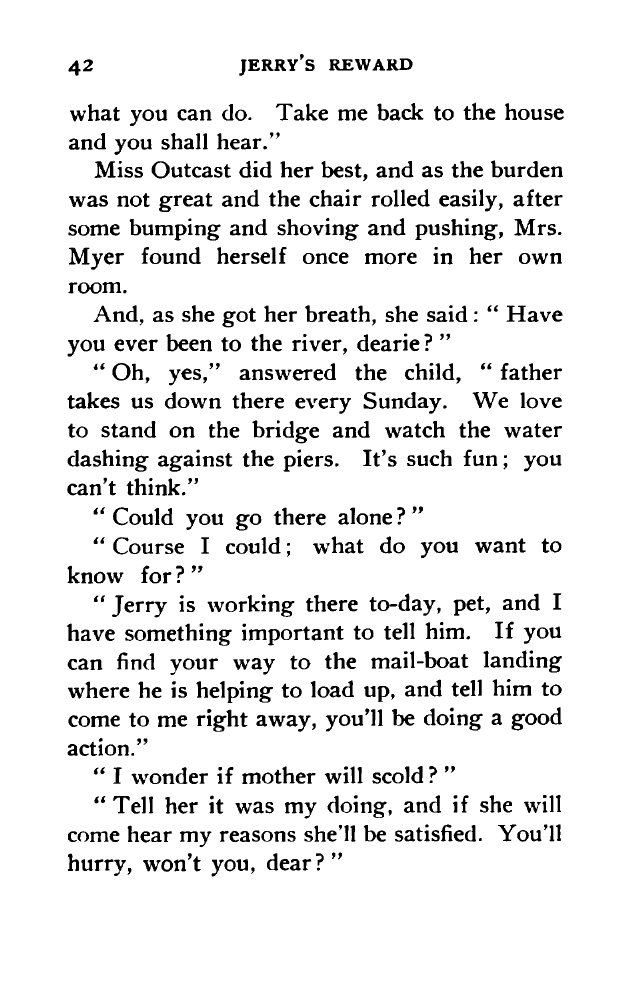 42 JERRY'S REWARD
what you can do. Take me back to the house
and you shall hear.”
Miss Outcast did her best, and as the burden
was not great and the chair rolled easily, after
some bumping and shoving and pushing, Mrs.
Myer found herself once more in her own
room.
And, as she got her breath, she said : “ Have
you ever been to the river, dearie? ”
“ Oh, yes,” answered the child, “ father
takes us down there every Sunday. We love
to stand on the bridge and watch the water
dashing against the piers. It's such fun ; you
can't think.”
“ Could you go there alone? ”
“ Course I could ; what do you want to
know for? ”
“ Jerry is working there to-day, pet, and I
have something important to tell him. If you
can find your way to the mail-boat landing
where he is helping to load up, and tell him to
come to me right away, you'll be doing a good
action.”
“ I wonder if mother will scold? ”
“ Tell her it was my doing, and if she will
come hear my reasons she'll be satisfied. You'll
hurry, won't you, dear? ”